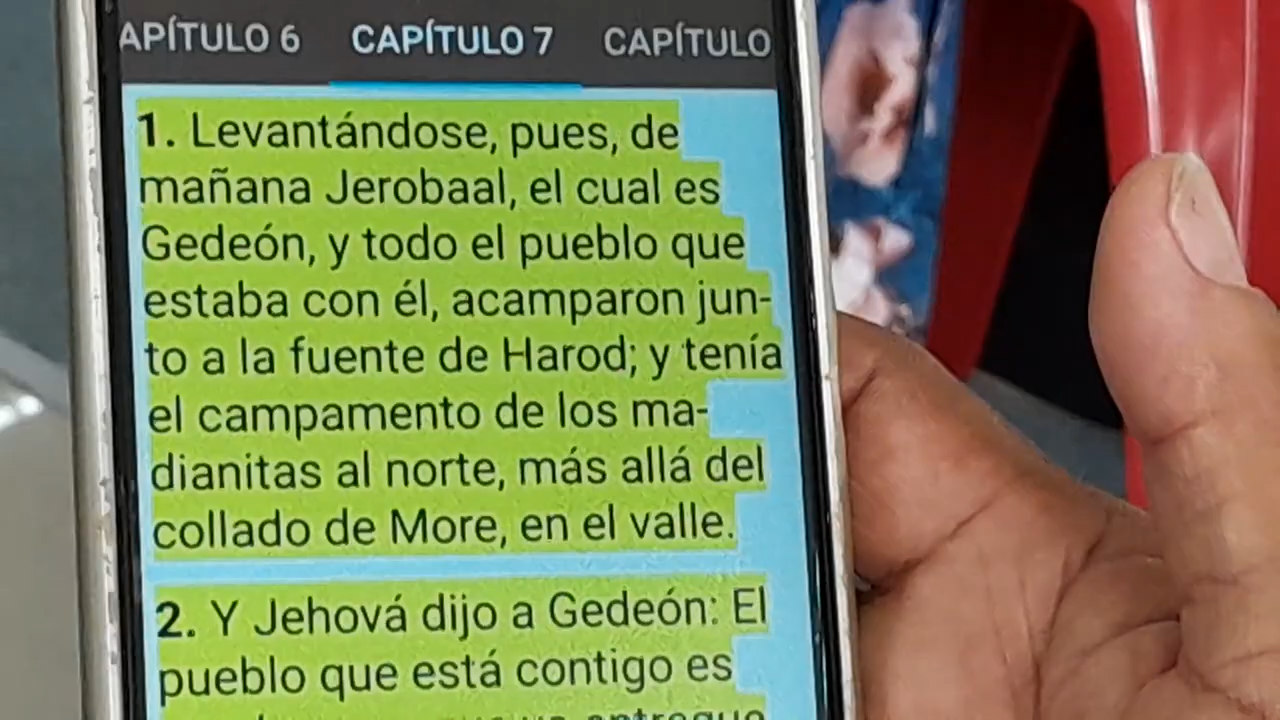 APÍTULO 6 CAPÍTULO 7 CAPÍTULO
1. Levantándose, pues, de
mañana Jerobaal, el cual es
Gedeón, y todo el pueblo que
estaba con él, acamparon jun-
to a la fuente de Harod; y tenía
el campamento de los ma-
dianitas al norte, más allá del
collado de More, en el valle.
2. Y Jehová dijo a Gedeón: El
pueblo que está contigo es